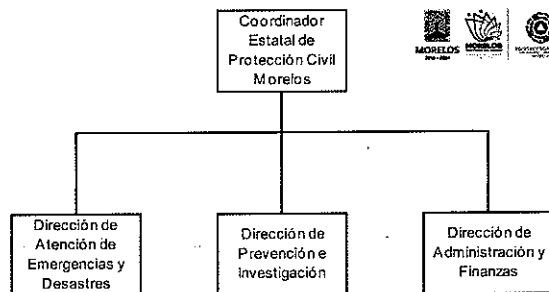 Coordinador
Estatal de
Protección Civil
Morelos
MORELOS
MORELOS
Dirección de
Atención de
Emergencias y
Desastres
Dirección de
Prevención e
Investigación
Dirección de
Administración y
Finanzas